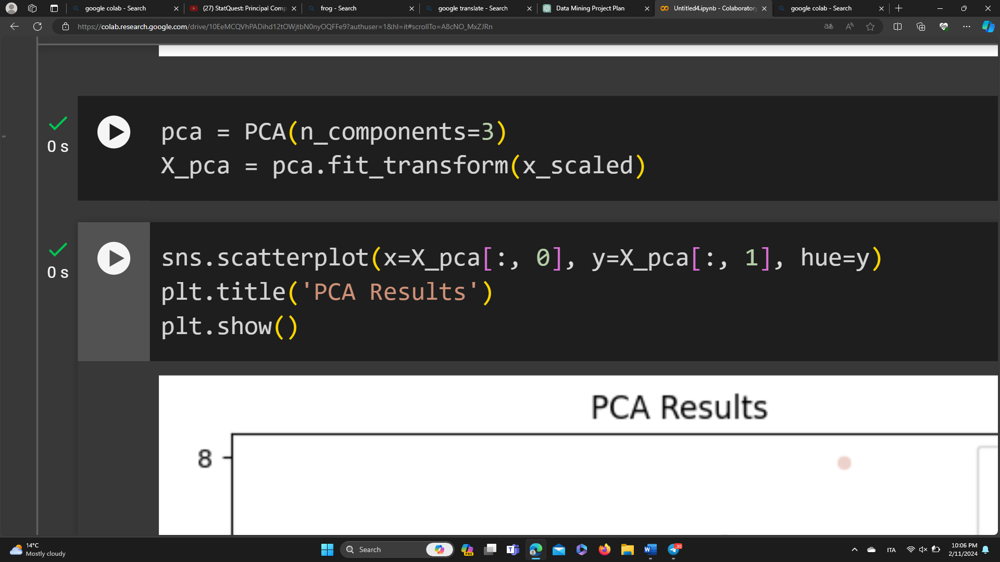 google colab - Search
(27) StatQuest: Principal Comp
frog - Search
google translate - Search
Data Mining Project Plan
Untitled4.ipynb - Colaboratory
google colab - Search
https://colab.research.google.com/drive/10EeMCQVhPADihd12tOWjtbN0nyOQFFe9?authuser=1&hl=it#scrollTo=A8cNO_MxZJRn
0 s
pca = PCA(n_components=3)
X_pca = pca.fit_transform(x_scaled)
0 s
sns.scatterplot(x=X_pca[:, 0], y=X_pca[:, 1], hue=y)
plt.title('PCA Results')
plt.show()
PCA Results
8
14°C
Mostly cloudy
Search
PRE
30
ITA
10:06 PM
2/11/2024